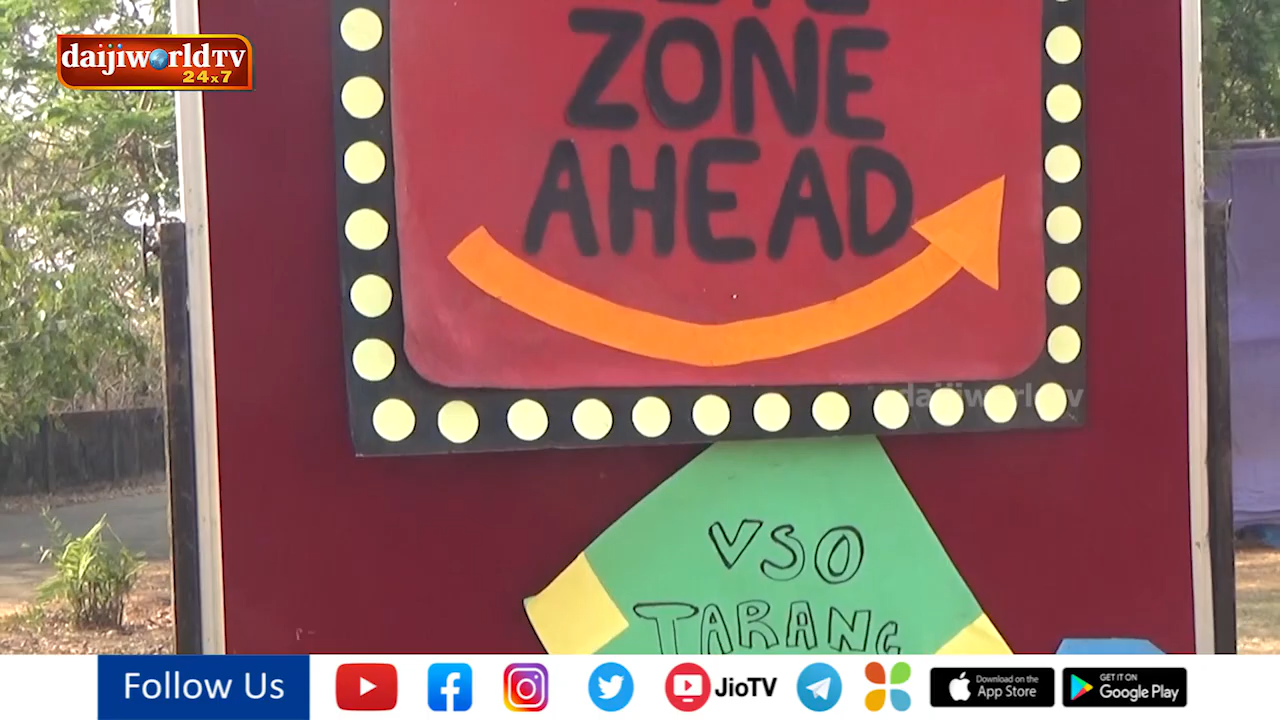 daijiworldTV
24x7
ZONE
AHEAD
daijiworldtv
VSO
TARANG
Follow Us
JioTV
Download on the
App Store
GET IT ON
Google Play